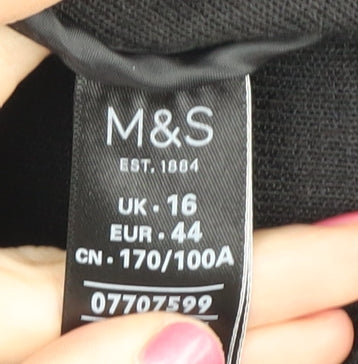 M&S
EST. 1884
UK · 16
EUR · 44
CN · 170/100A
07707599